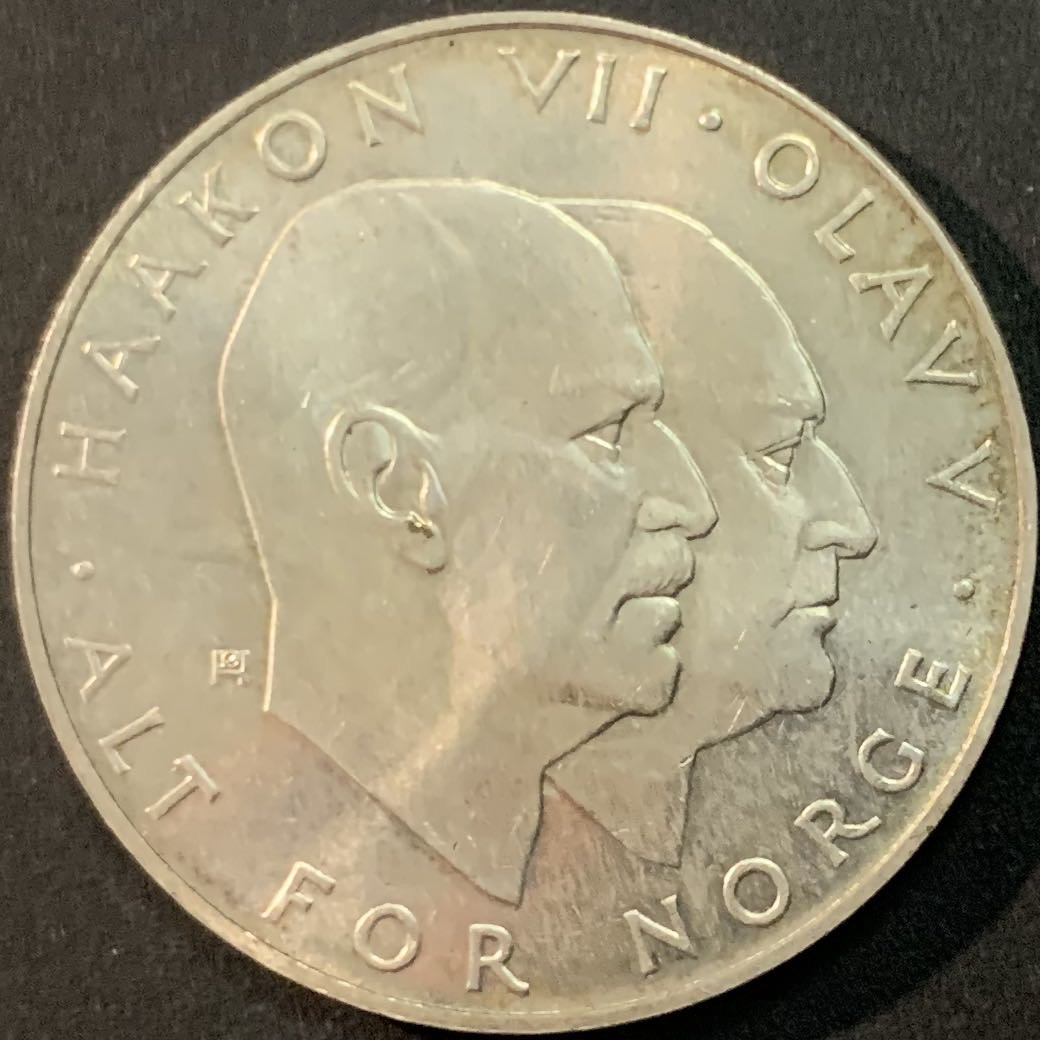 HAAKON VII · OLAV V ·
ALT FOR NORGE ·